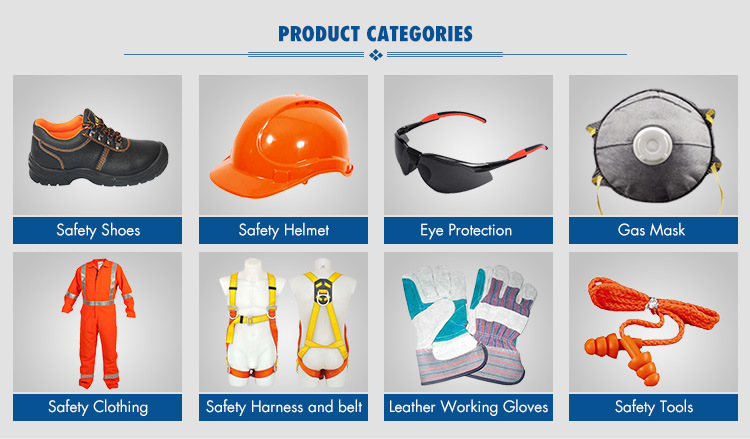 PRODUCT CATEGORIES
Safety Shoes
Safety Helmet
Eye Protection
Gas Mask
Safety Clothing
Safety Harness and belt
Leather Working Gloves
Safety Tools